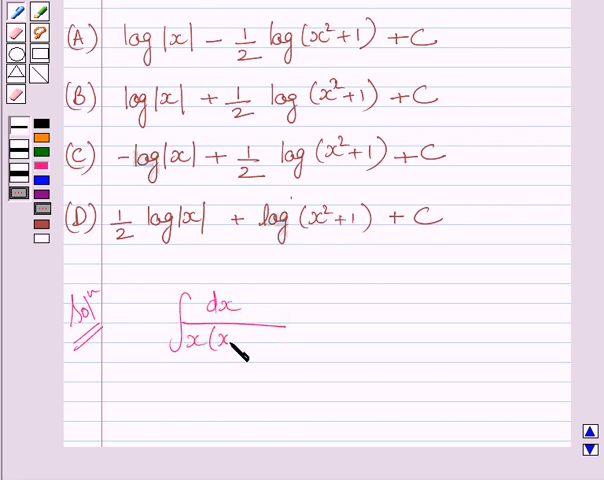 (A) log|x| - 1/2 log(x²+1) + C
(B) log|x| + 1/2 log(x²+1) + C
(C) -log|x| + 1/2 log(x²+1) + C
(D) 1/2 log|x| + log(x²+1) + C
Solⁿ ∫ dx / x(x